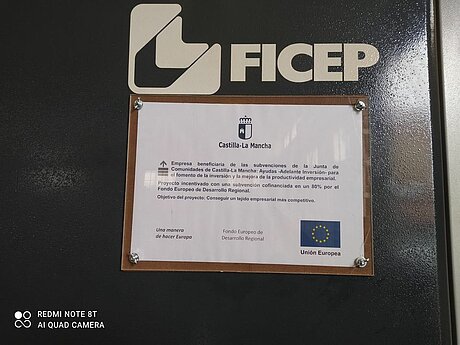 FICEP
Castilla-La Mancha
Empresa beneficiaria de las subvenciones de la Junta de
Comunidades de Castilla-La Mancha: Ayudas -Adelante Inversión- para
el fomento de la inversión y la mejora de la productividad empresarial.
Proyecto incentivado con una subvención cofinanciada en un 80% por el
Fondo Europeo de Desarrollo Regional.
Objetivo del proyecto: Conseguir un tejido empresarial mas competitivo.
Una manera
de hacer Europa
Fondo Europeo de
Desarrollo Regional
Unión Europea
REDMI NOTE 8T
AI QUAD CAMERA